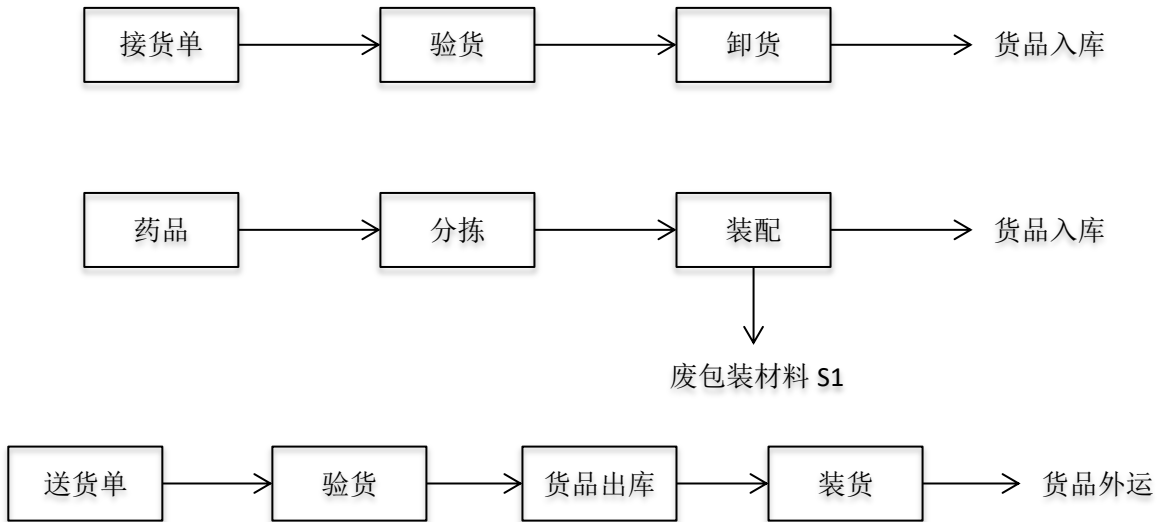 接货单 验货 卸货 货品入库
药品 分拣 装配 货品入库
废包装材料 S1
送货单 验货 货品出库 装货 货品外运